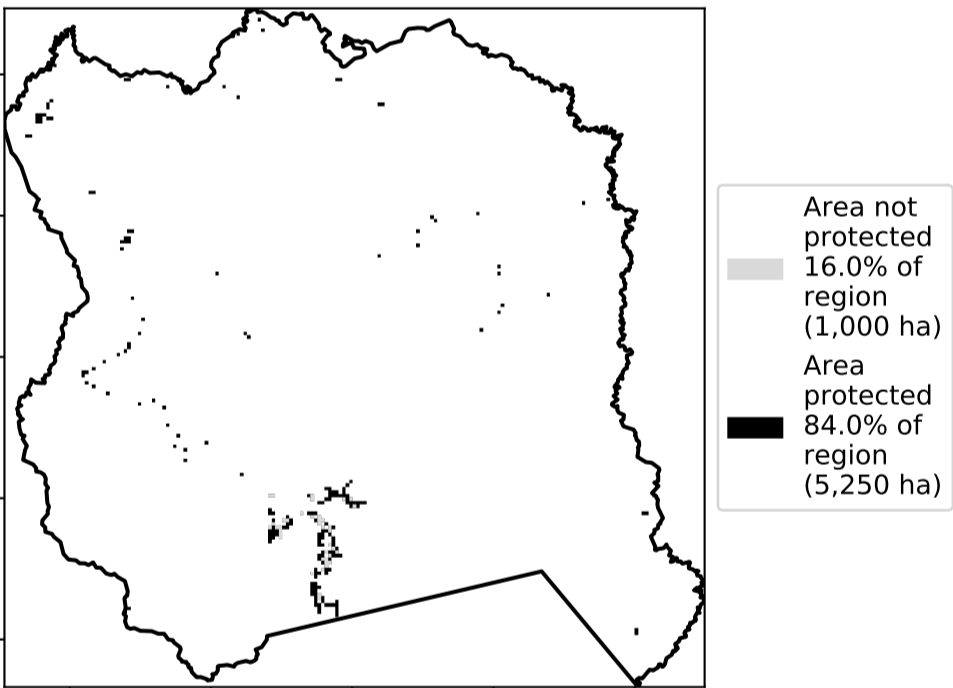 Area not
protected
16.0% of
region
(1,000 ha)
Area
protected
84.0% of
region
(5,250 ha)